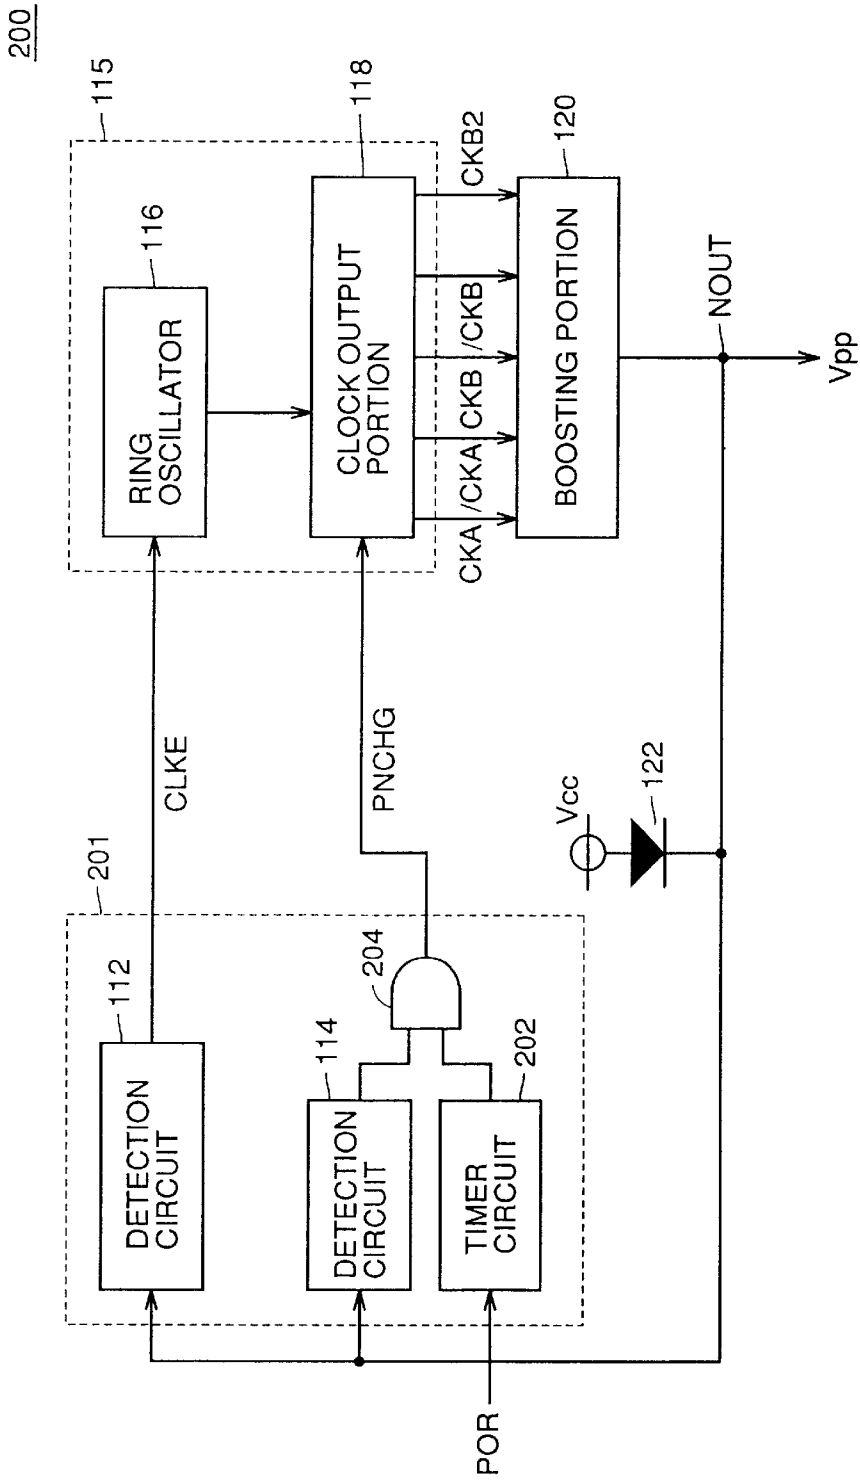 200
115
116
RING
OSCILLATOR
118
CLOCK OUTPUT
PORTION
CLKE
PNCHG
201
112
DETECTION
CIRCUIT
114
DETECTION
CIRCUIT
204
202
TIMER
CIRCUIT
POR
CKA
/CKA
CKB
/CKB
CKB2
120
BOOSTING PORTION
Vcc
122
NOUT
Vpp